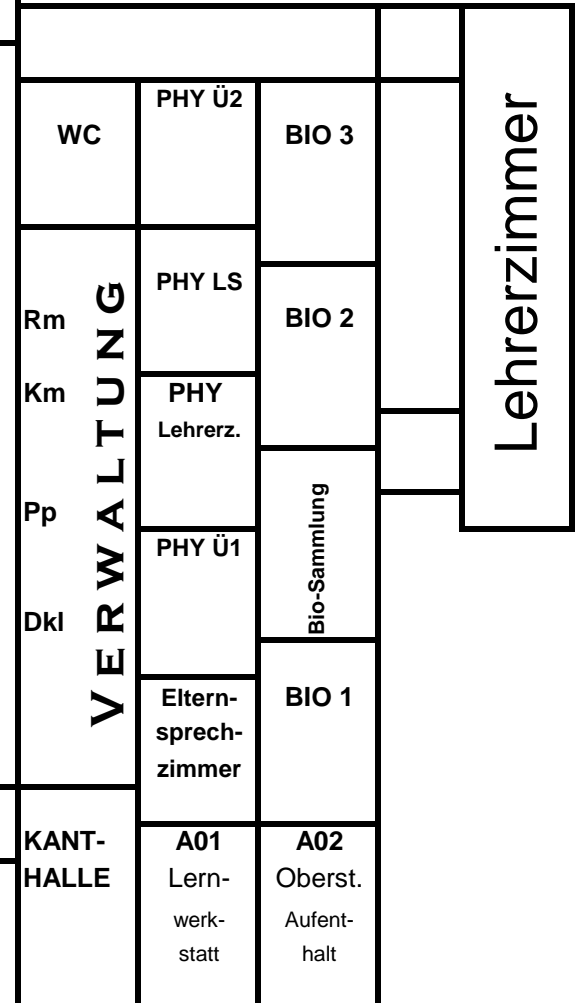 WC
PHY Ü2
BIO 3
Lehrerzimmer
VERWALTUNG
Rm
Km
Pp
Dkl
PHY LS
BIO 2
PHY
Lehrerz.
Bio-Sammlung
PHY Ü1
Eltern-
sprech-
zimmer
BIO 1
KANT-
HALLE
A01
Lern-
werk-
statt
A02
Oberst.
Aufent-
halt